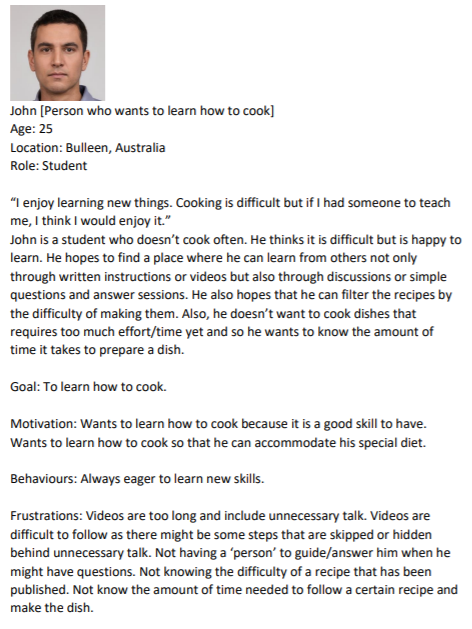 John [Person who wants to learn how to cook]
Age: 25
Location: Bulleen, Australia
Role: Student
“I enjoy learning new things. Cooking is difficult but if I had someone to teach
me, I think I would enjoy it.”
John is a student who doesn’t cook often. He thinks it is difficult but is happy to
learn. He hopes to find a place where he can learn from others not only
through written instructions or videos but also through discussions or simple
questions and answer sessions. He also hopes that he can filter the recipes by
the difficulty of making them. Also, he doesn’t want to cook dishes that
requires too much effort/time yet and so he wants to know the amount of
time it takes to prepare a dish.
Goal: To learn how to cook.
Motivation: Wants to learn how to cook because it is a good skill to have.
Wants to learn how to cook so that he can accommodate his special diet.
Behaviours: Always eager to learn new skills.
Frustrations: Videos are too long and include unnecessary talk. Videos are
difficult to follow as there might be some steps that are skipped or hidden
behind unnecessary talk. Not having a ‘person’ to guide/answer him when he
might have questions. Not knowing the difficulty of a recipe that has been
published. Not know the amount of time needed to follow a certain recipe and
make the dish.